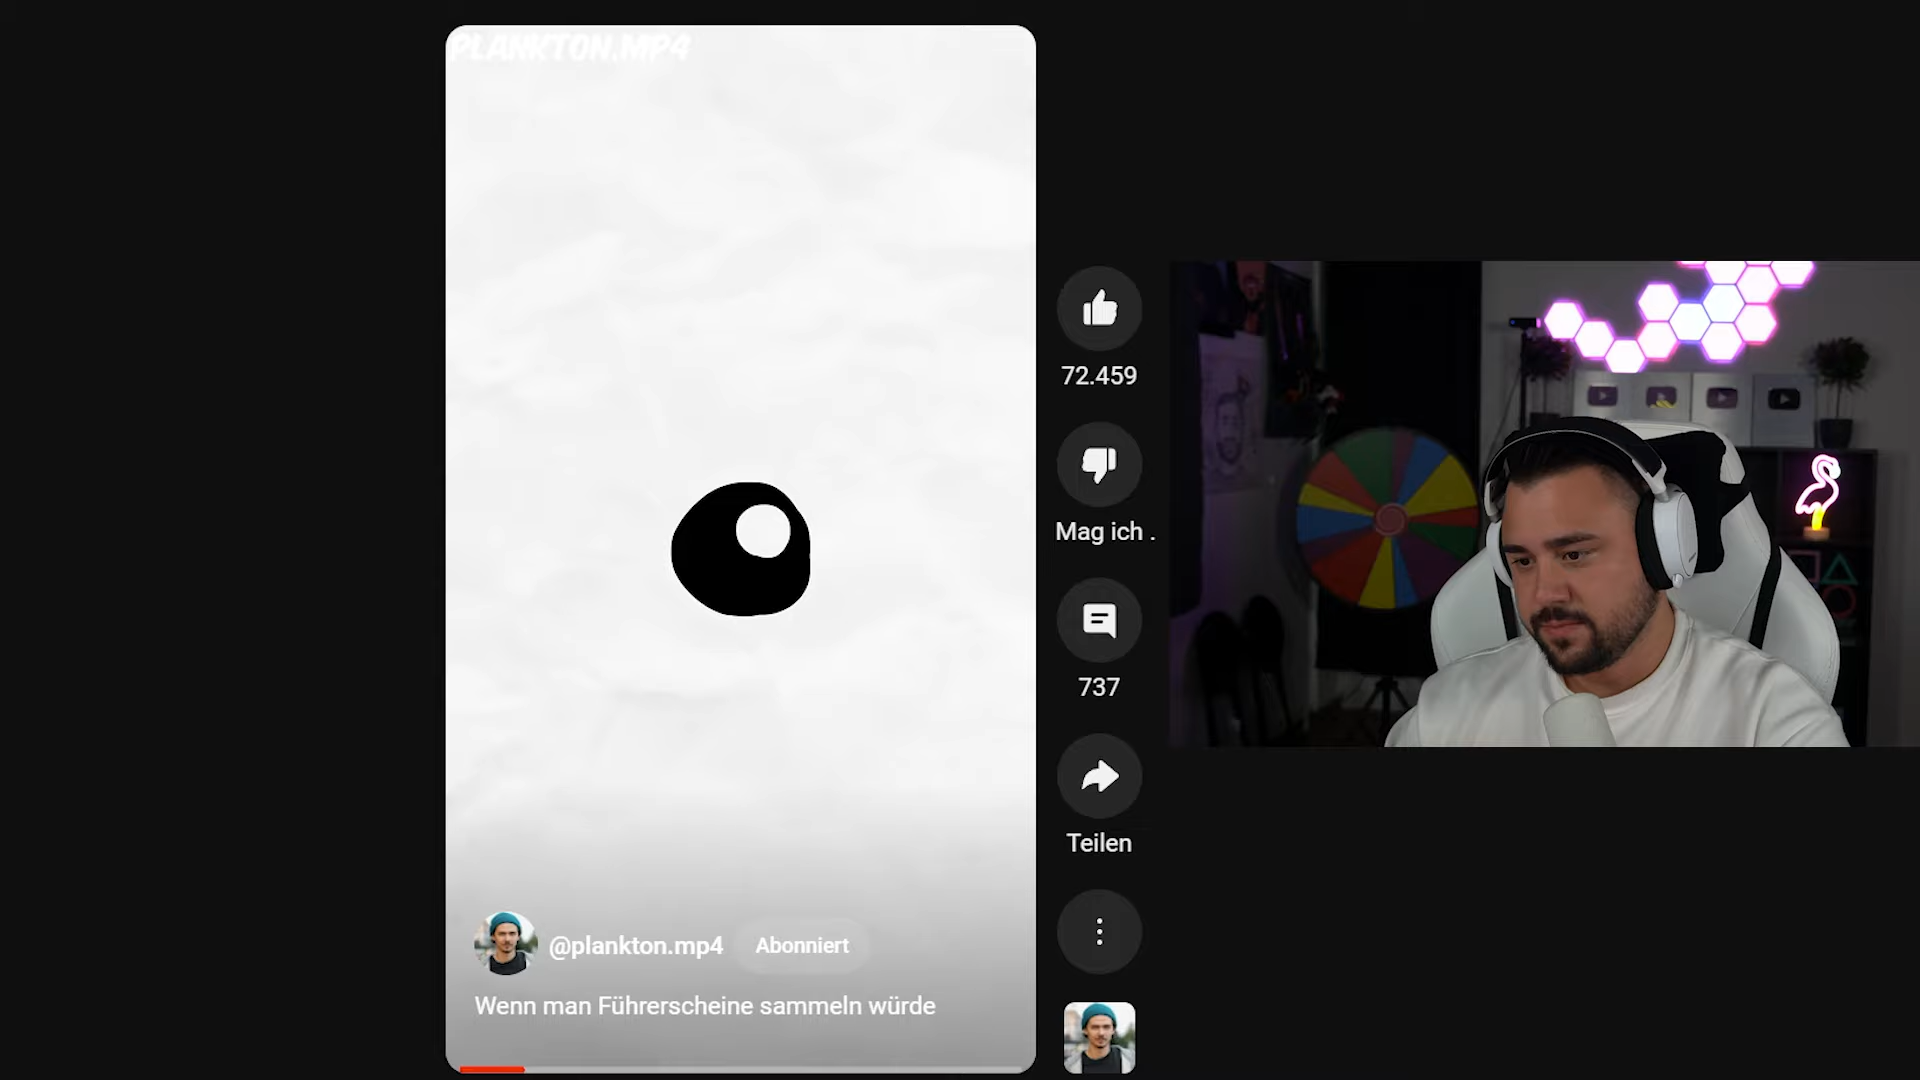 PLANKTON.MP4
72.459
Mag ich .
737
Teilen
@plankton.mp4 Abonniert
Wenn man Führerscheine sammeln würde